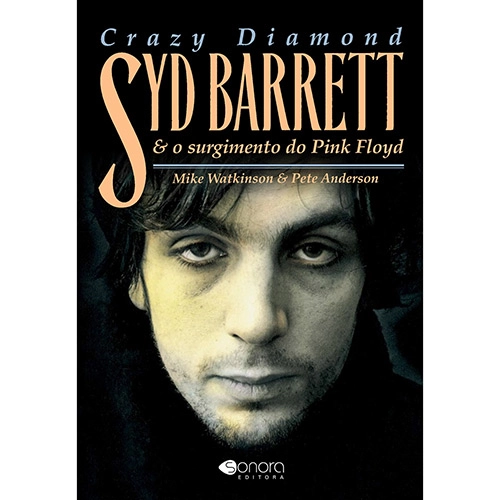 Crazy Diamond
SYD BARRETT
& o surgimento do Pink Floyd
Mike Watkinson & Pete Anderson
Sonora
EDITORA